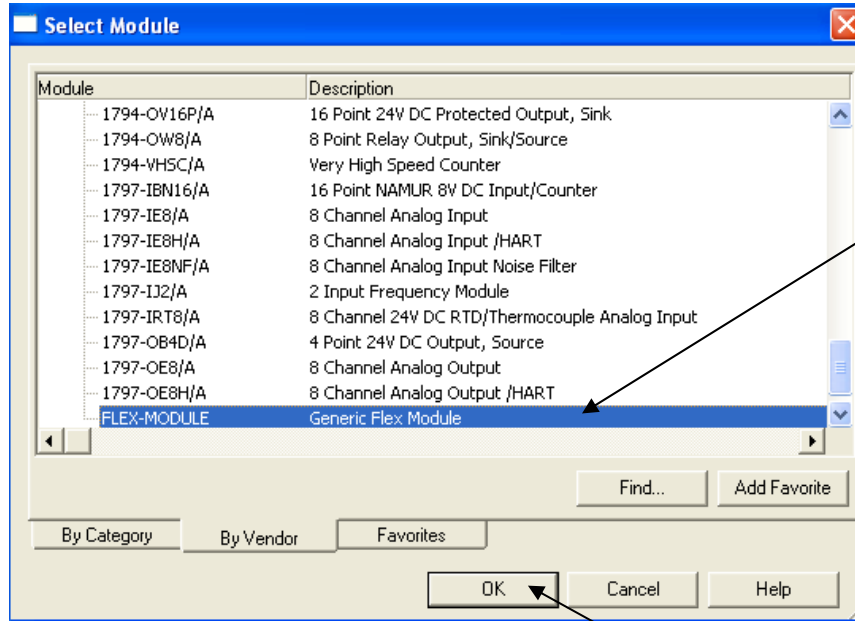 Select Module
Module Description
1794-OV16P/A 16 Point 24V DC Protected Output, Sink
1794-OW8/A 8 Point Relay Output, Sink/Source
1794-VHSC/A Very High Speed Counter
1797-IBN16/A 16 Point NAMUR 8V DC Input/Counter
1797-IE8/A 8 Channel Analog Input
1797-IE8H/A 8 Channel Analog Input /HART
1797-IE8NF/A 8 Channel Analog Input Noise Filter
1797-IJ2/A 2 Input Frequency Module
1797-IRT8/A 8 Channel 24V DC RTD/Thermocouple Analog Input
1797-OB4D/A 4 Point 24V DC Output, Source
1797-OE8/A 8 Channel Analog Output
1797-OE8H/A 8 Channel Analog Output /HART
FLEX-MODULE Generic Flex Module
Find... Add Favorite
By Category By Vendor Favorites
OK Cancel Help